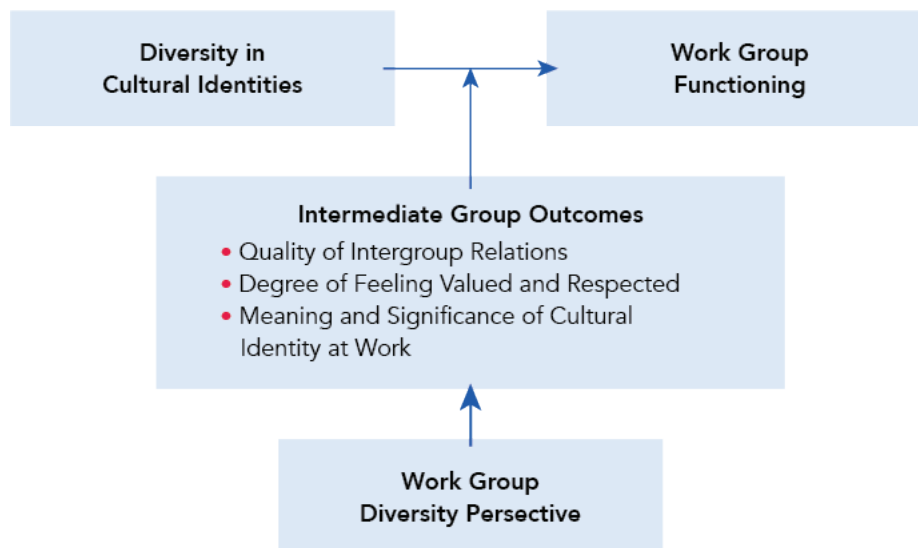 Diversity in
Cultural Identities
Work Group
Functioning
Intermediate Group Outcomes
• Quality of Intergroup Relations
• Degree of Feeling Valued and Respected
• Meaning and Significance of Cultural
Identity at Work
Work Group
Diversity Persective